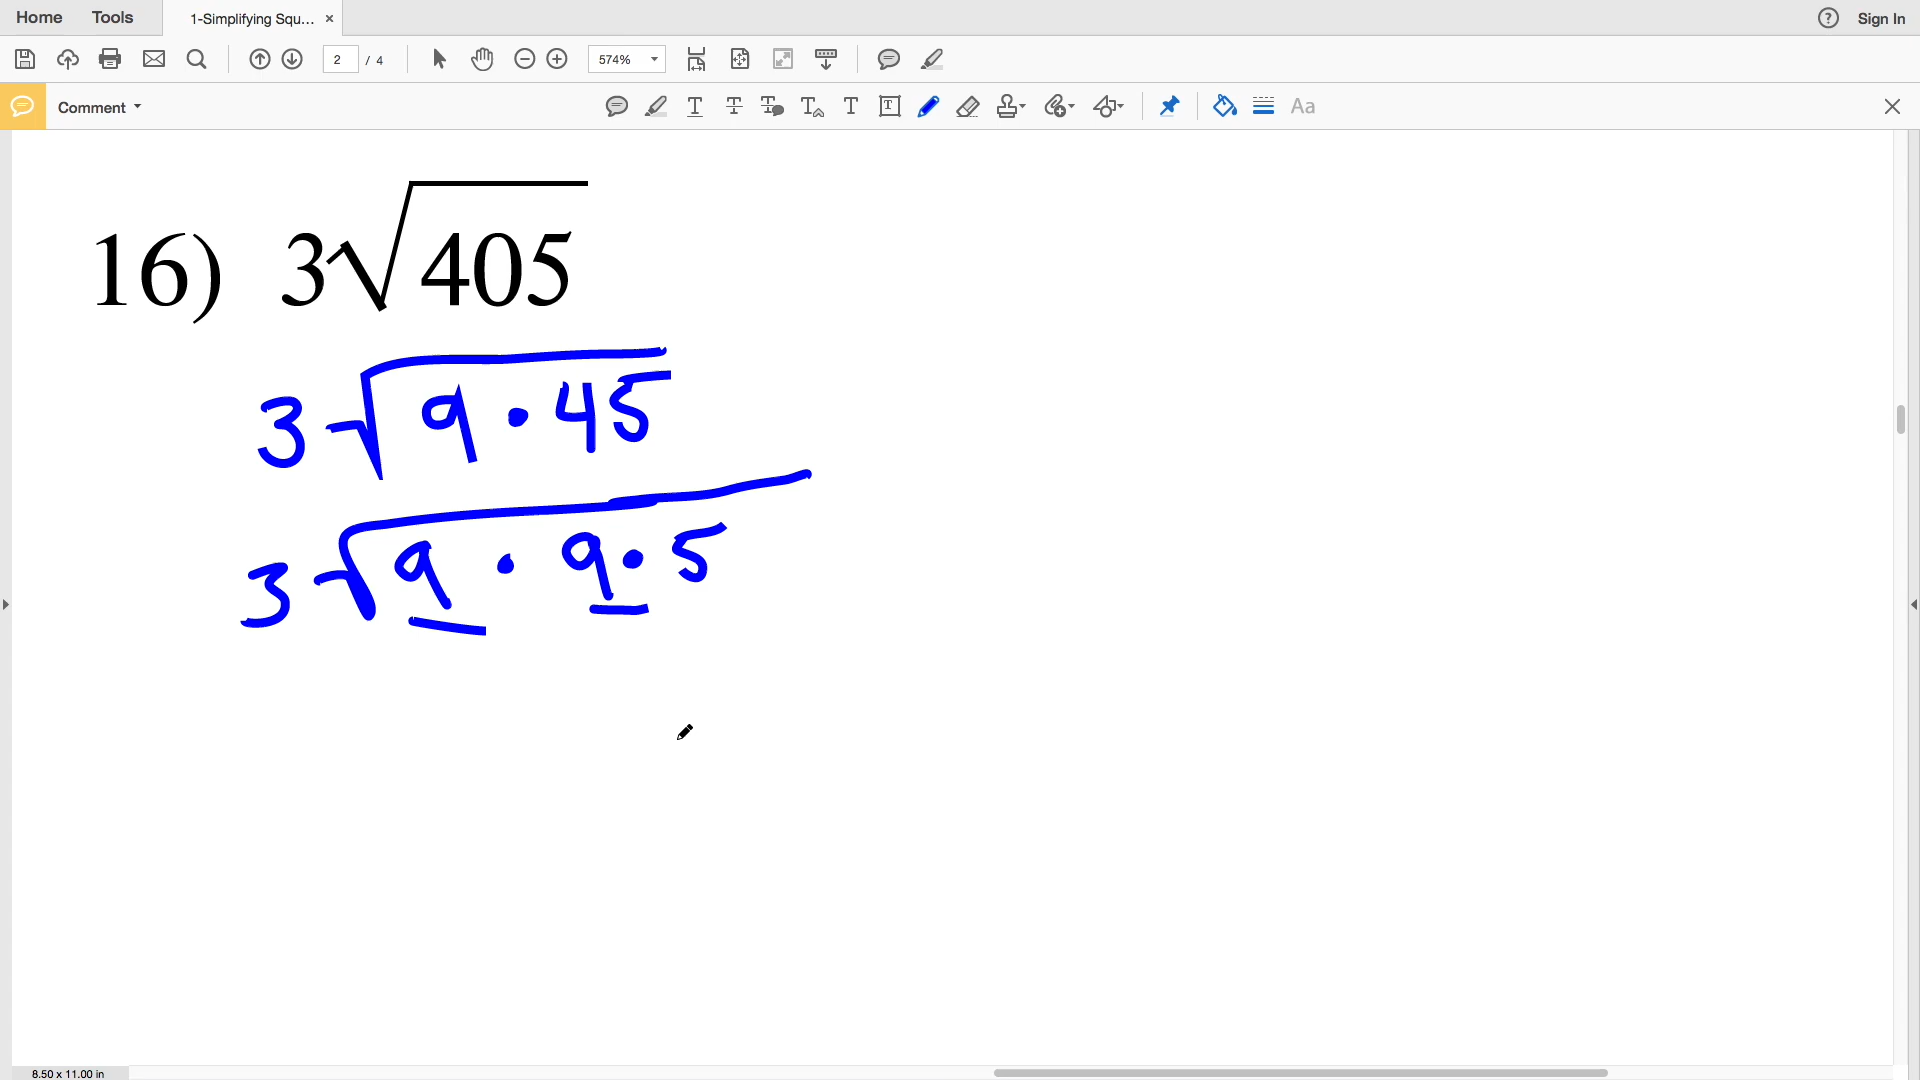 Home Tools 1-Simplifying Squ... × ? Sign In
2 / 4 574%
Comment T T T T T T Aa
16) 3√405
3√9 · 45
3√9 · 9 · 5
8.50 x 11.00 in